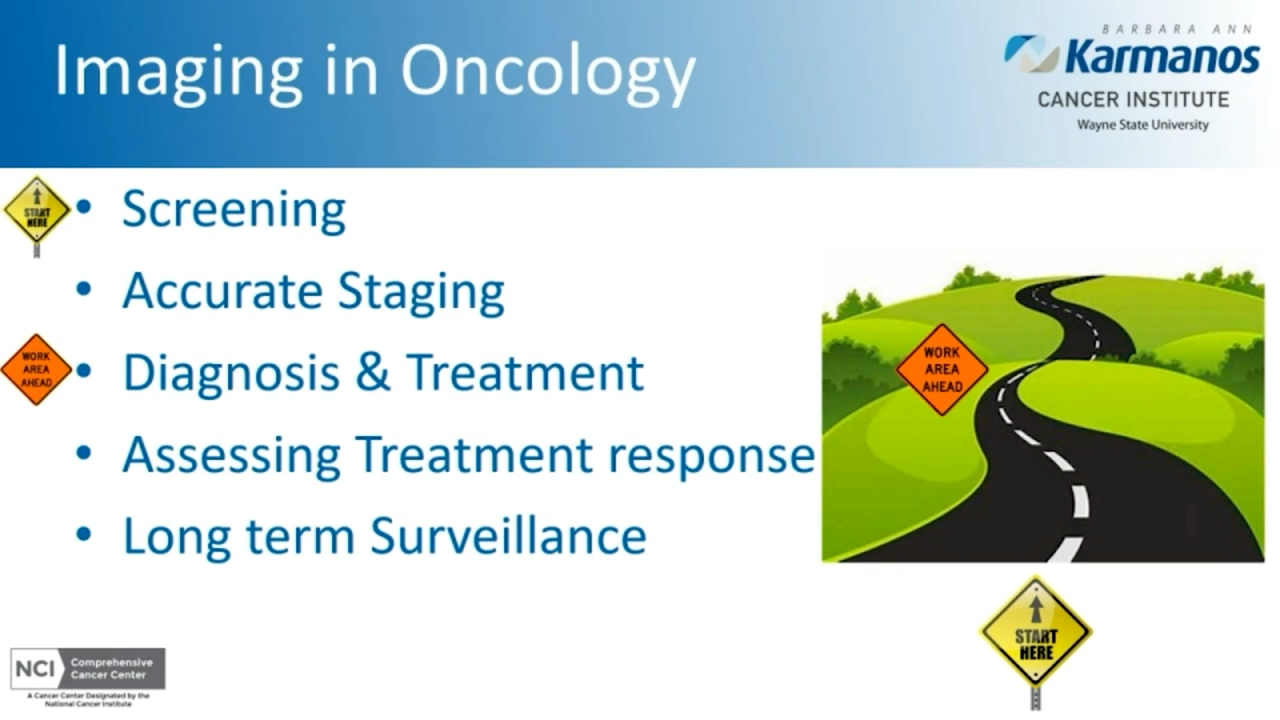 Imaging in Oncology
BARBARA ANN
Karmanos
CANCER INSTITUTE
Wayne State University
START
HERE
• Screening
• Accurate Staging
WORK
AREA
AHEAD
• Diagnosis & Treatment
• Assessing Treatment response
• Long term Surveillance
WORK
AREA
AHEAD
START
HERE
NCI Comprehensive
Cancer Center
A Cancer Center Designated by the
National Cancer Institute